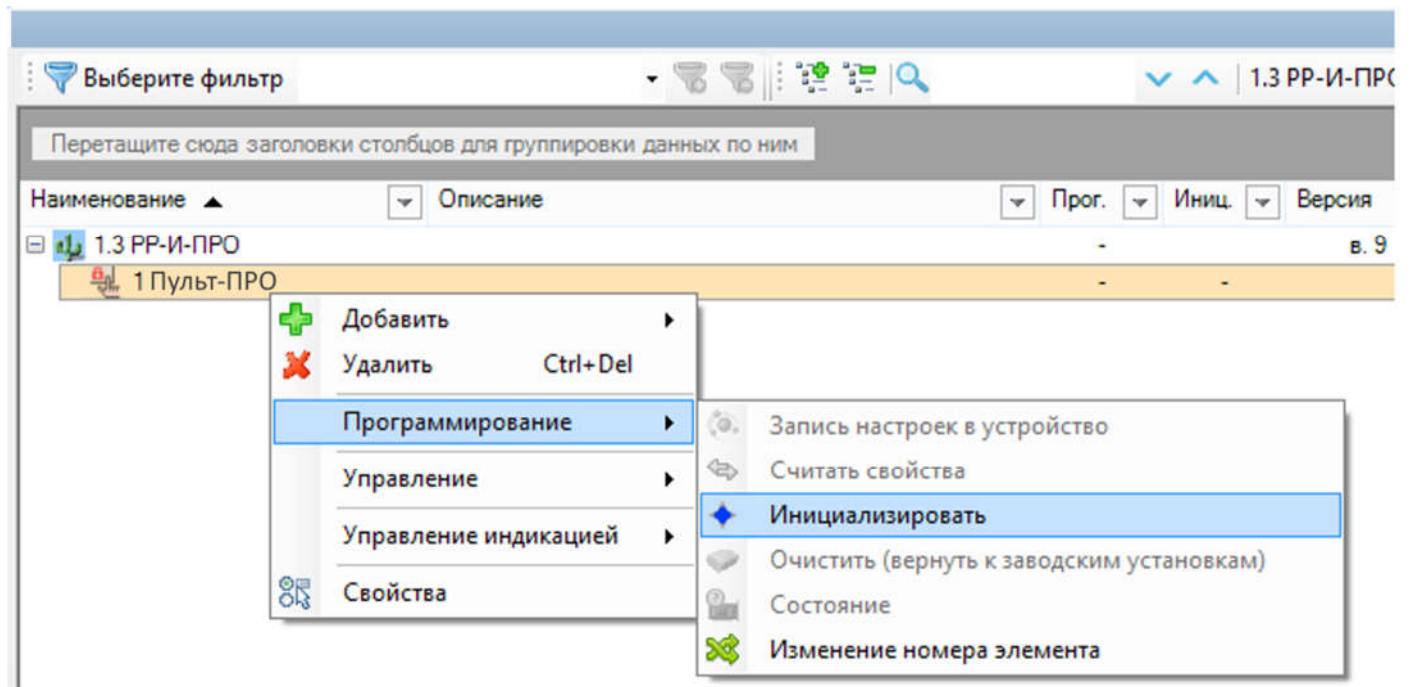 Выберите фильтр
1.3 РР-И-ПРО
Перетащите сюда заголовки столбцов для группировки данных по ним
Наименование Описание Прог. Иниц. Версия
1.3 РР-И-ПРО - в. 9
1 Пульт-ПРО - -
Добавить
Удалить Ctrl+Del
Программирование
Управление
Управление индикацией
Свойства
Запись настроек в устройство
Считать свойства
Инициализировать
Очистить (вернуть к заводским установкам)
Состояние
Изменение номера элемента